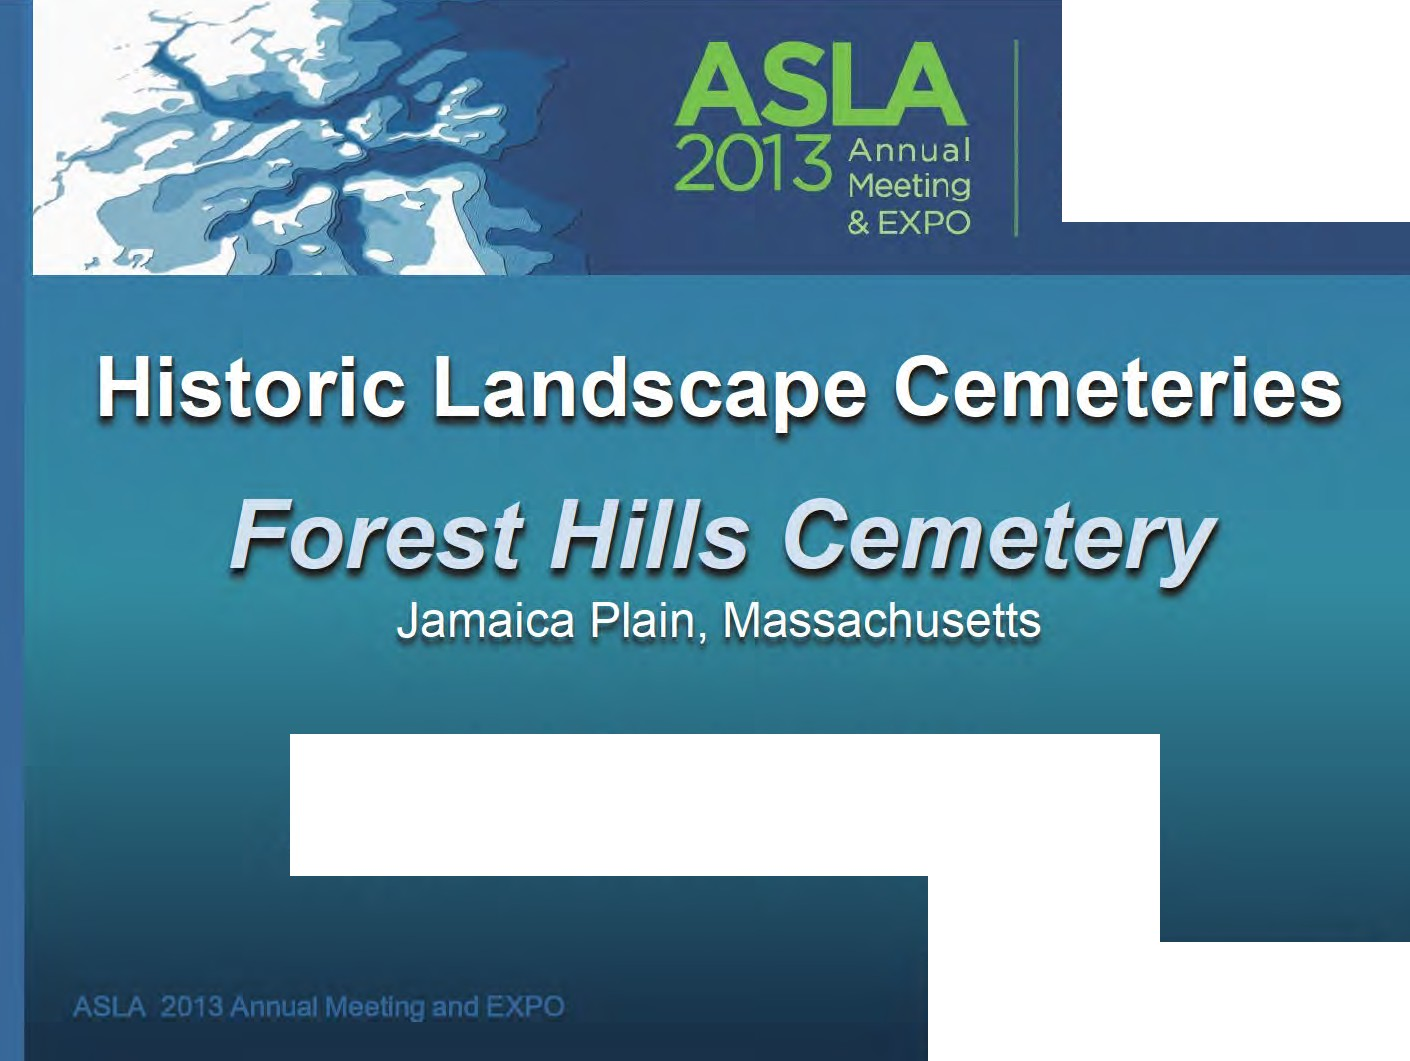 ASLA
2013 Annual
Meeting
& EXPO
Historic Landscape Cemeteries
Forest Hills Cemetery
Jamaica Plain, Massachusetts
ASLA 2013 Annual Meeting and EXPO